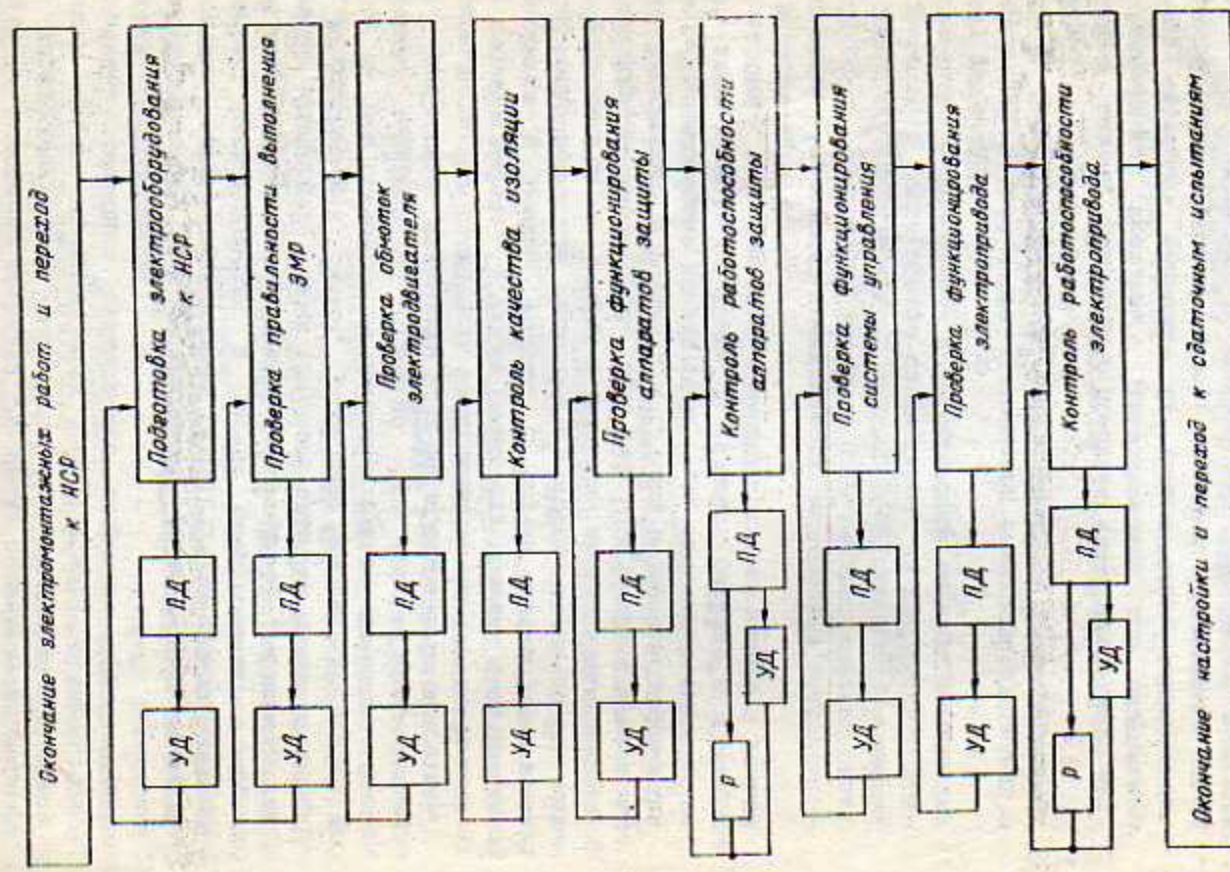 Окончание электромонтажных работ и переход
к НСР
Подготовка электроборудования
к НСР
ПД
УД
Проверка правильности выполнения
ЭМР
ПД
УД
Проверка обмоток
электродвигателя
ПД
УД
Контроль качества изоляции
ПД
УД
Проверка функционирования
аппаратов защиты
ПД
УД
Контроль работоспособности
аппаратов защиты
ПД
УД
Р
Проверка функционирования
системы управления
ПД
УД
Проверка функционирования
электропривода
ПД
УД
Контроль работоспособности
электропривода
ПД
УД
Р
Окончание настройки и переход к сдаточным испытаниям